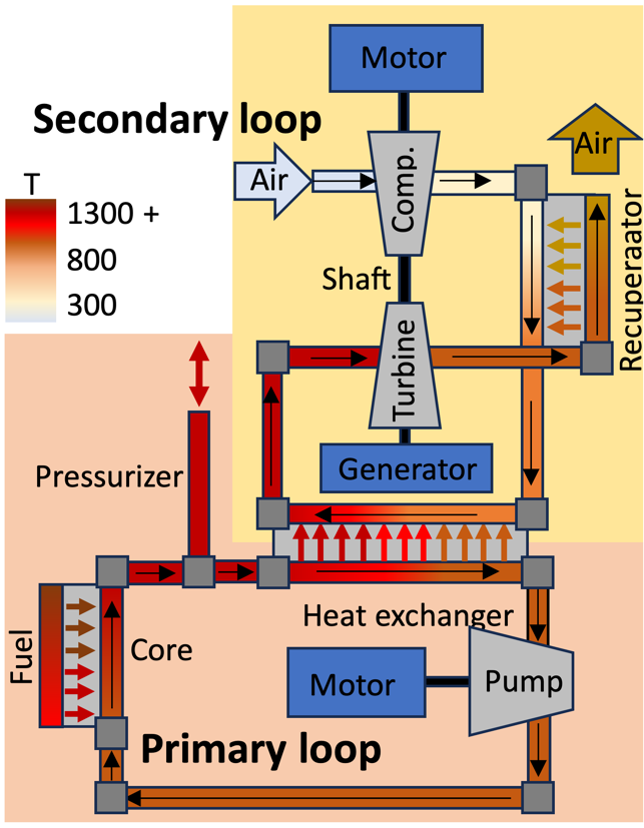 Motor
Secondary loop
Air
Air
Comp.
T
1300 +
800
300
Shaft
Recuperaator
Turbine
Pressurizer
Generator
Heat exchanger
Fuel
Core
Motor
Pump
Primary loop